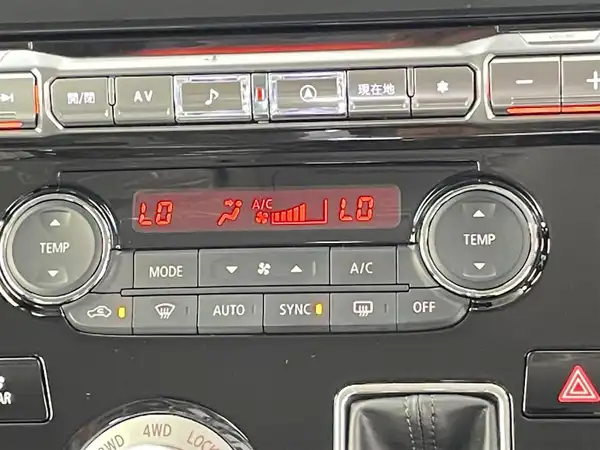 開/閉 AV 現在地
A/C
LO LO
TEMP TEMP
MODE A/C
AUTO SYNC OFF
4WD LOCK